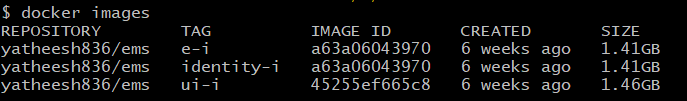 $ docker images
REPOSITORY TAG IMAGE ID CREATED SIZE
yatheesh836/ems e-i a63a06043970 6 weeks ago 1.41GB
yatheesh836/ems identity-i a63a06043970 6 weeks ago 1.41GB
yatheesh836/ems ui-i 45255ef665c8 6 weeks ago 1.46GB